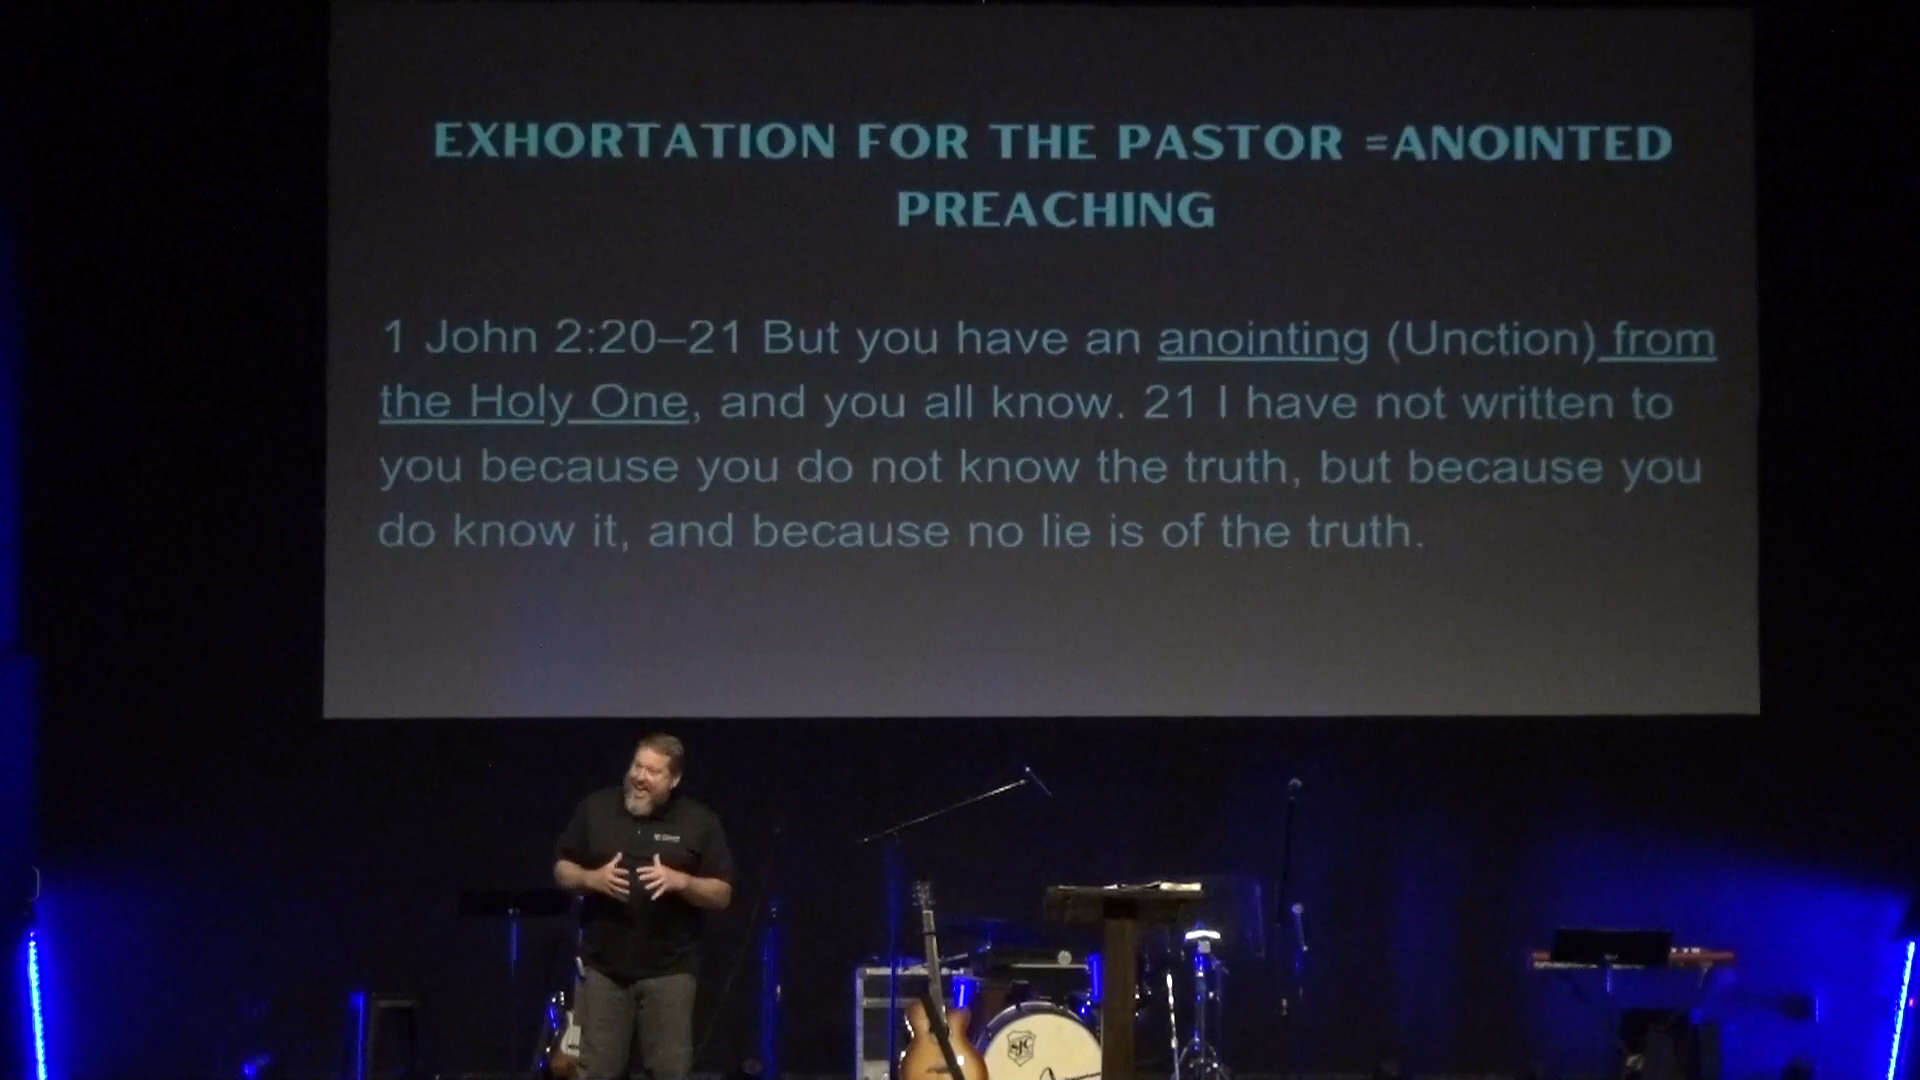 EXHORTATION FOR THE PASTOR =ANOINTED
PREACHING
1 John 2:20–21 But you have an anointing (Unction) from
the Holy One, and you all know. 21 I have not written to
you because you do not know the truth, but because you
do know it, and because no lie is of the truth.
SJC